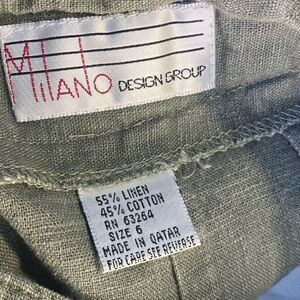 Milano DESIGN GROUP
55% LINEN
45% COTTON
RN 63264
SIZE 6
MADE IN QATAR
FOR CARE SEE REVERSE